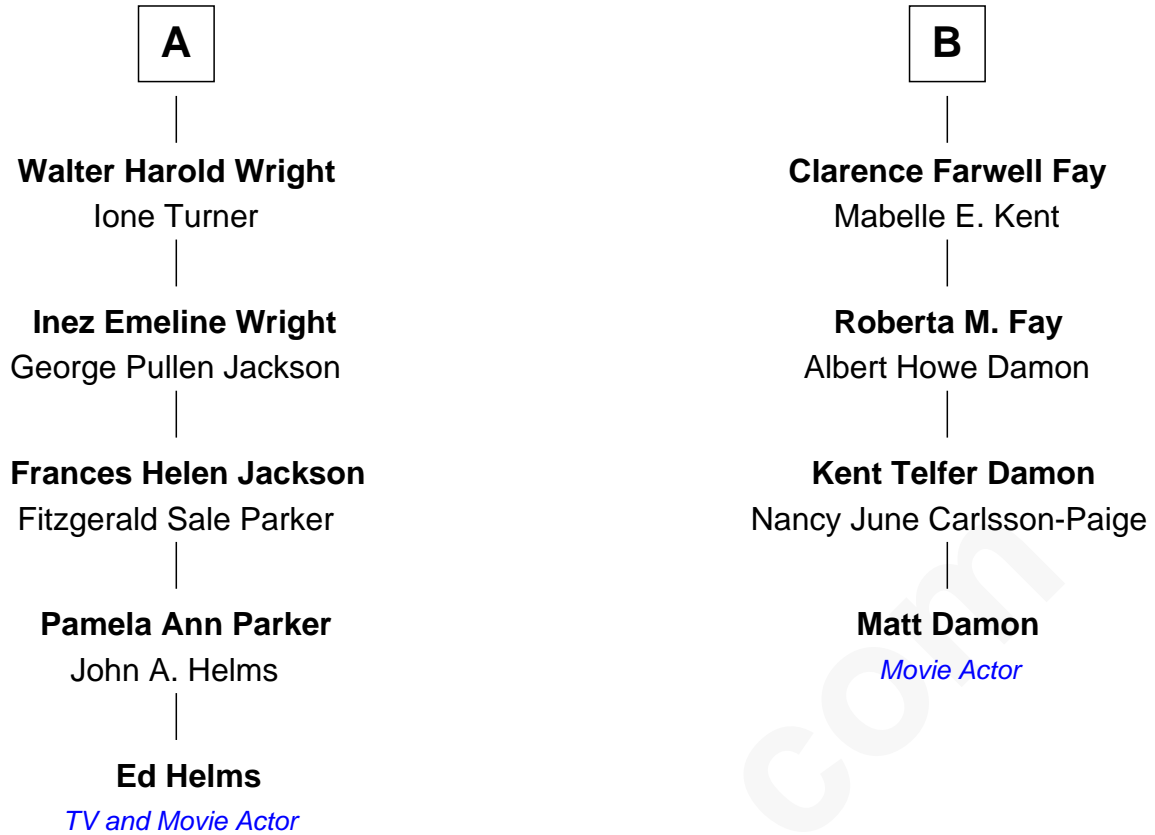 A
Walter Harold Wright
Ione Turner
Inez Emeline Wright
George Pullen Jackson
Frances Helen Jackson
Fitzgerald Sale Parker
Pamela Ann Parker
John A. Helms
Ed Helms
TV and Movie Actor
B
Clarence Farwell Fay
Mabelle E. Kent
Roberta M. Fay
Albert Howe Damon
Kent Telfer Damon
Nancy June Carlsson-Paige
Matt Damon
Movie Actor
com